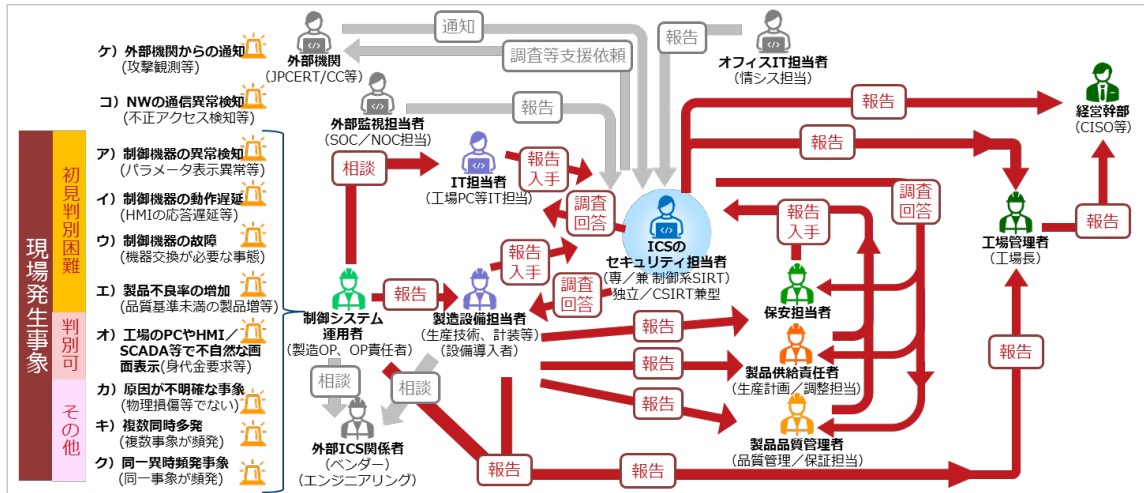 ケ）外部機関からの通知
(攻撃観測等)
コ）NWの通信異常検知
(不正アクセス検知等)
現場発生事象
初見判別困難
判別可
その他
ア）制御機器の異常検知
(パラメータ表示異常等)
イ）制御機器の動作遅延
(HMIの応答遅延等)
ウ）制御機器の故障
(機器交換が必要な事態)
エ）製品不良率の増加
(品質基準未満の製品増等)
オ）工場のPCやHMI／
SCADA等で不自然な画
面表示(身代金要求等)
カ）原因が不明確な事象
(物理損傷等でない)
キ）複数同時多発
(複数事象が頻発)
ク）同一異時頻発事象
(同一事象が頻発)
外部機関
(JPCERT/CC等)
通知
調査等支援依頼
報告
オフィスIT担当者
(情シス担当)
外部監視担当者
(SOC／NOC担当)
報告
相談
IT担当者
(工場PC等IT担当)
報告
入手
調査
回答
ICSの
セキュリティ担当者
(専／兼 制御系SIRT)
独立／CSIRT兼型
報告
入手
調査
回答
制御システム
運用者
(製造OP、OP責任者)
報告
製造設備担当者
(生産技術、計装等)
(設備導入者)
相談
相談
外部ICS関係者
(ベンダー)
(エンジニアリング)
報告
報告
経営幹部
(CISO等)
調査
回答
報告
入手
保安担当者
工場管理者
(工場長)
報告
報告
報告
報告
製品供給責任者
(生産計画／調整担当)
製品品質管理者
(品質管理／保証担当)
報告
報告
報告